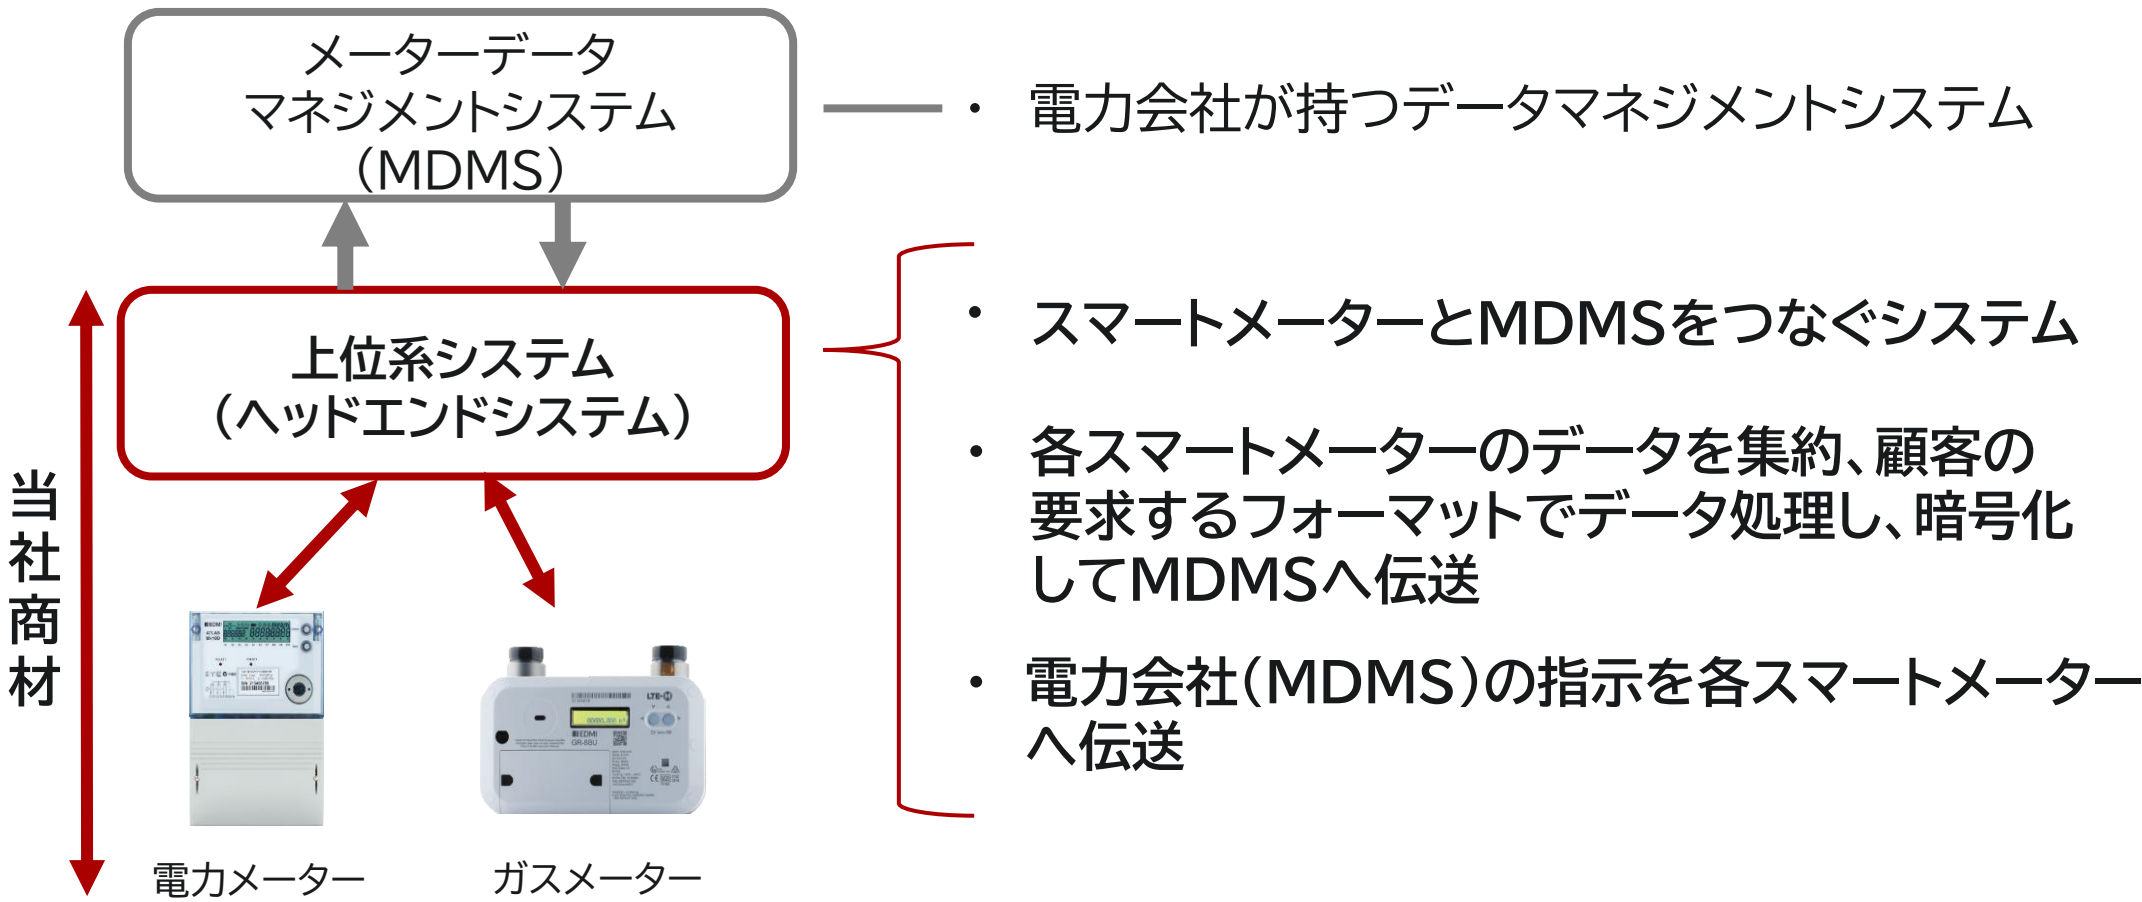 メーターデータ
マネジメントシステム
（MDMS）
・ 電力会社が持つデータマネジメントシステム
上位系システム
（ヘッドエンドシステム）
・ スマートメーターとMDMSをつなぐシステム
・ 各スマートメーターのデータを集約、顧客の
要求するフォーマットでデータ処理し、暗号化
してMDMSへ伝送
・ 電力会社（MDMS）の指示を各スマートメーター
へ伝送
当社商材
EDMI
LTE-M
EDMI
GR-8BU
電力メーター
ガスメーター